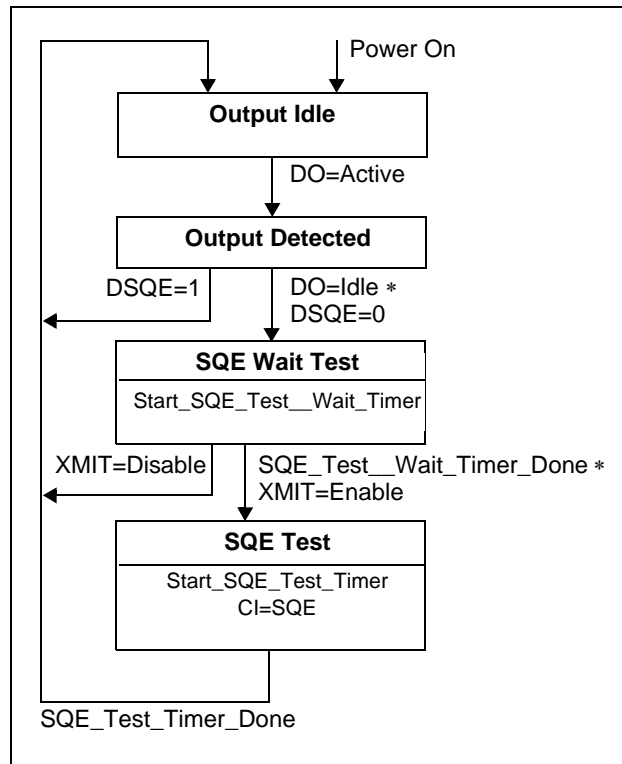 Power On
Output Idle
DO=Active
Output Detected
DSQE=1
DO=Idle *
DSQE=0
SQE Wait Test
Start_SQE_Test__Wait_Timer
XMIT=Disable
SQE_Test__Wait_Timer_Done *
XMIT=Enable
SQE Test
Start_SQE_Test_Timer
CI=SQE
SQE_Test_Timer_Done